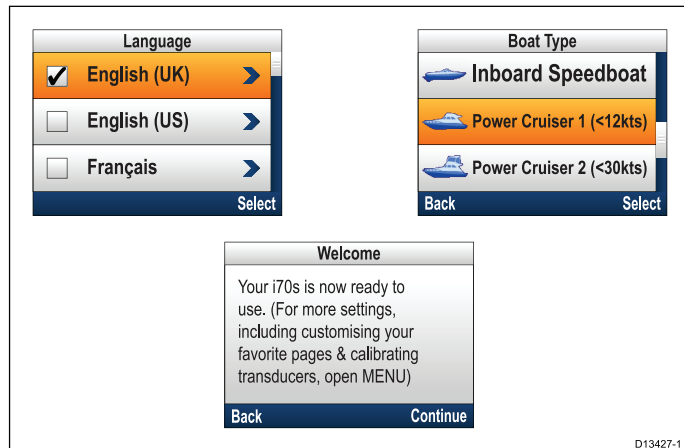 Language
English (UK)
English (US)
Français
Select
Boat Type
Inboard Speedboat
Power Cruiser 1 (<12kts)
Power Cruiser 2 (<30kts)
Back Select
Welcome
Your i70s is now ready to
use. (For more settings,
including customising your
favorite pages & calibrating
transducers, open MENU)
Back Continue
D13427-1